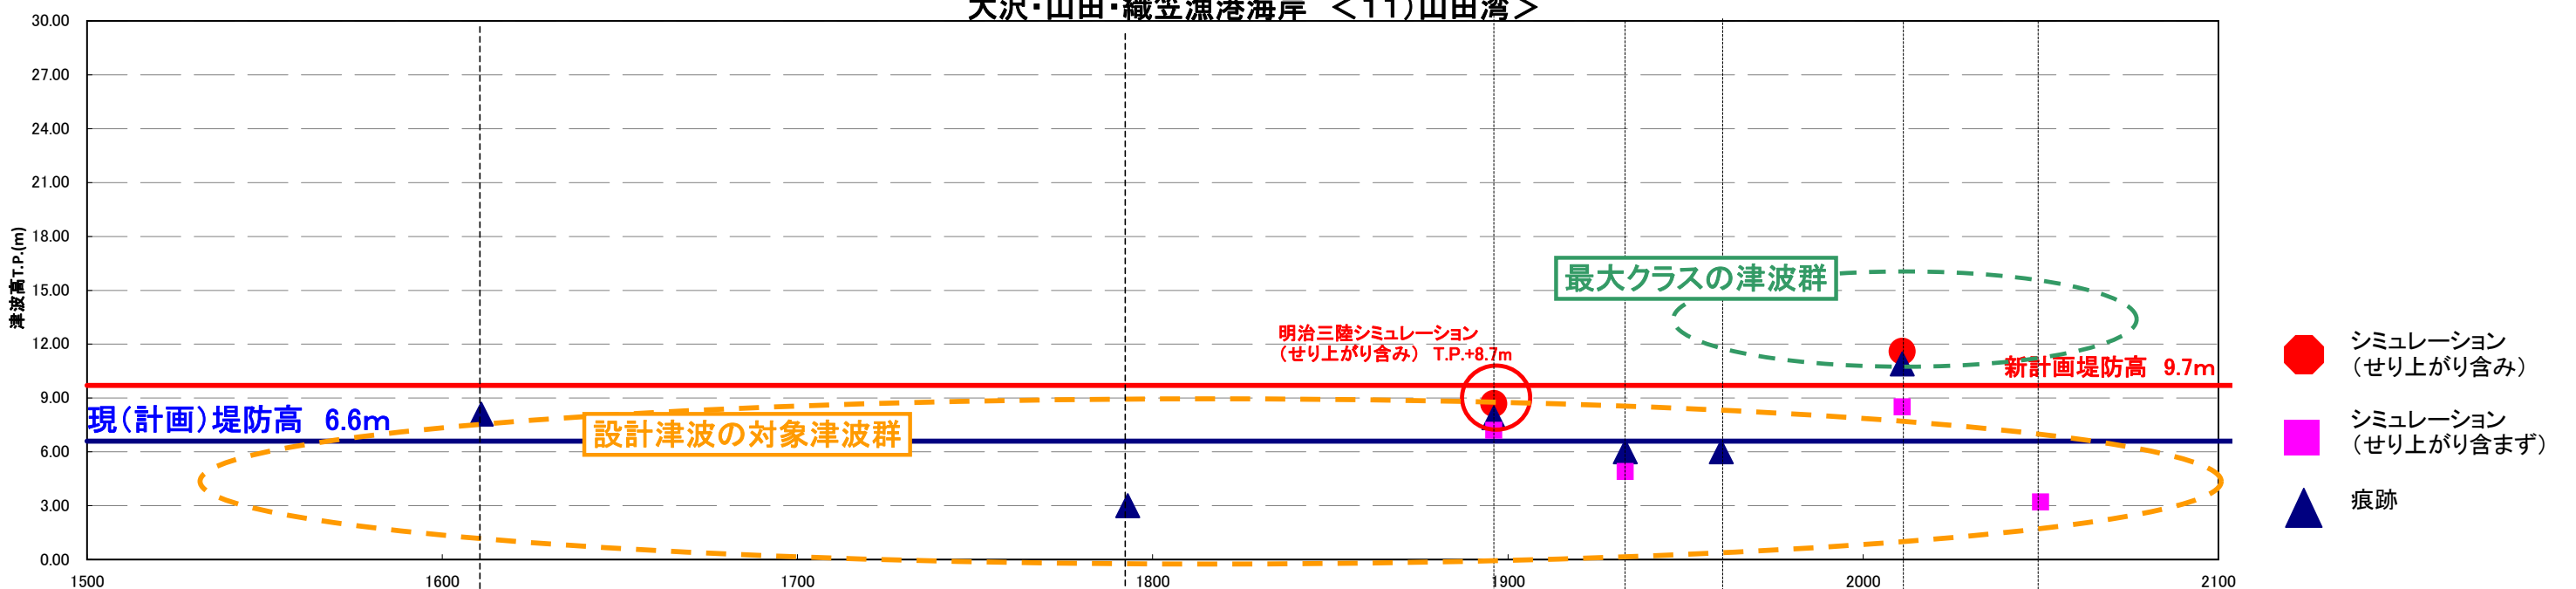 大沢・山田・織笠漁港海岸　＜11）山田湾＞
30.00
27.00
24.00
21.00
18.00
15.00
12.00
9.00
6.00
3.00
0.00
津波高T.P.(m)
1500
1600
1700
1800
1900
2000
2100
最大クラスの津波群
明治三陸シミュレーション
（せり上がり含み）　T.P.+8.7m
新計画堤防高　9.7m
現（計画）堤防高　6.6m
設計津波の対象津波群
シミュレーション
（せり上がり含み）
シミュレーション
（せり上がり含まず）
痕跡